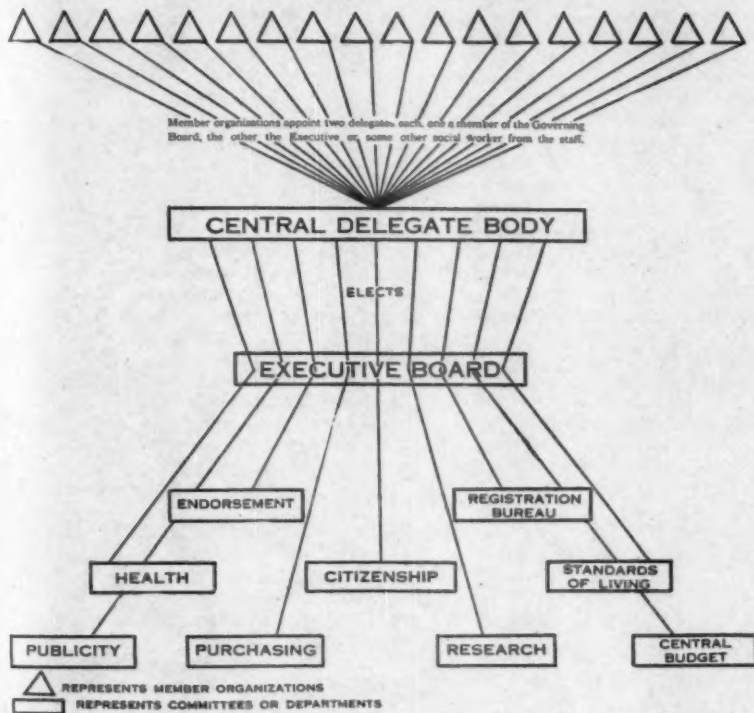 Member organizations appoint two delegates each, one a member of the Governing
Board, the other the Executive or some other social worker from the staff.
CENTRAL DELEGATE BODY
ELECTS
EXECUTIVE BOARD
ENDORSEMENT
REGISTRATION
BUREAU
HEALTH
CITIZENSHIP
STANDARDS
OF LIVING
PUBLICITY
PURCHASING
RESEARCH
CENTRAL
BUDGET
REPRESENTS MEMBER ORGANIZATIONS
REPRESENTS COMMITTEES OR DEPARTMENTS